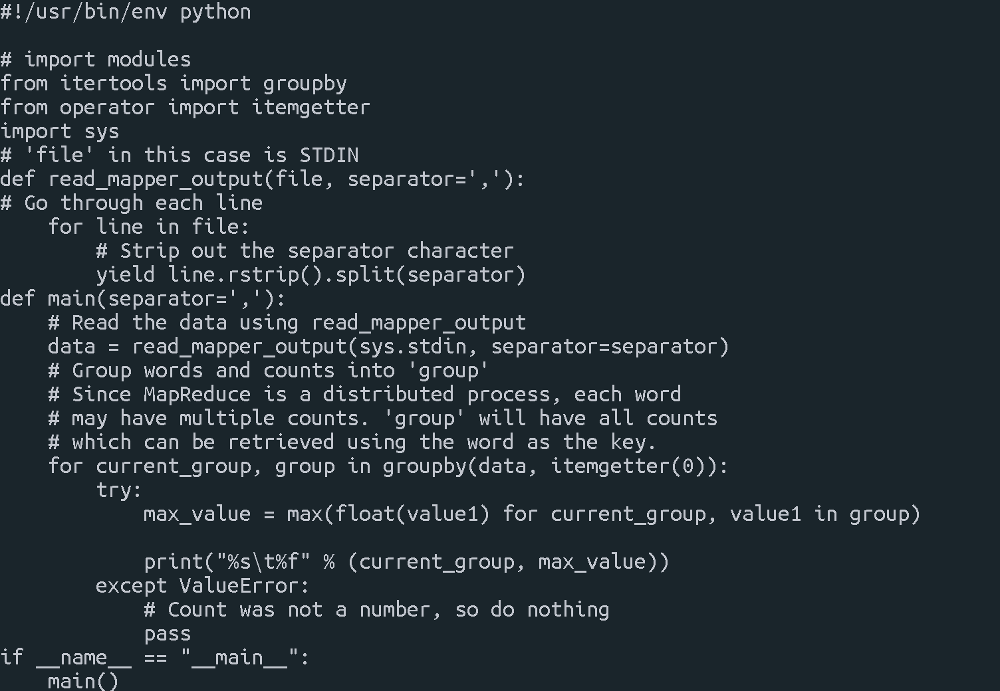 #!/usr/bin/env python

# import modules
from itertools import groupby
from operator import itemgetter
import sys
# 'file' in this case is STDIN
def read_mapper_output(file, separator=','):
# Go through each line
    for line in file:
        # Strip out the separator character
        yield line.rstrip().split(separator)
def main(separator=','):
    # Read the data using read_mapper_output
    data = read_mapper_output(sys.stdin, separator=separator)
    # Group words and counts into 'group'
    # Since MapReduce is a distributed process, each word
    # may have multiple counts. 'group' will have all counts
    # which can be retrieved using the word as the key.
    for current_group, group in groupby(data, itemgetter(0)):
        try:
            max_value = max(float(value1) for current_group, value1 in group)

            print("%s\t%f" % (current_group, max_value))
        except ValueError:
            # Count was not a number, so do nothing
            pass
if __name__ == "__main__":
    main()